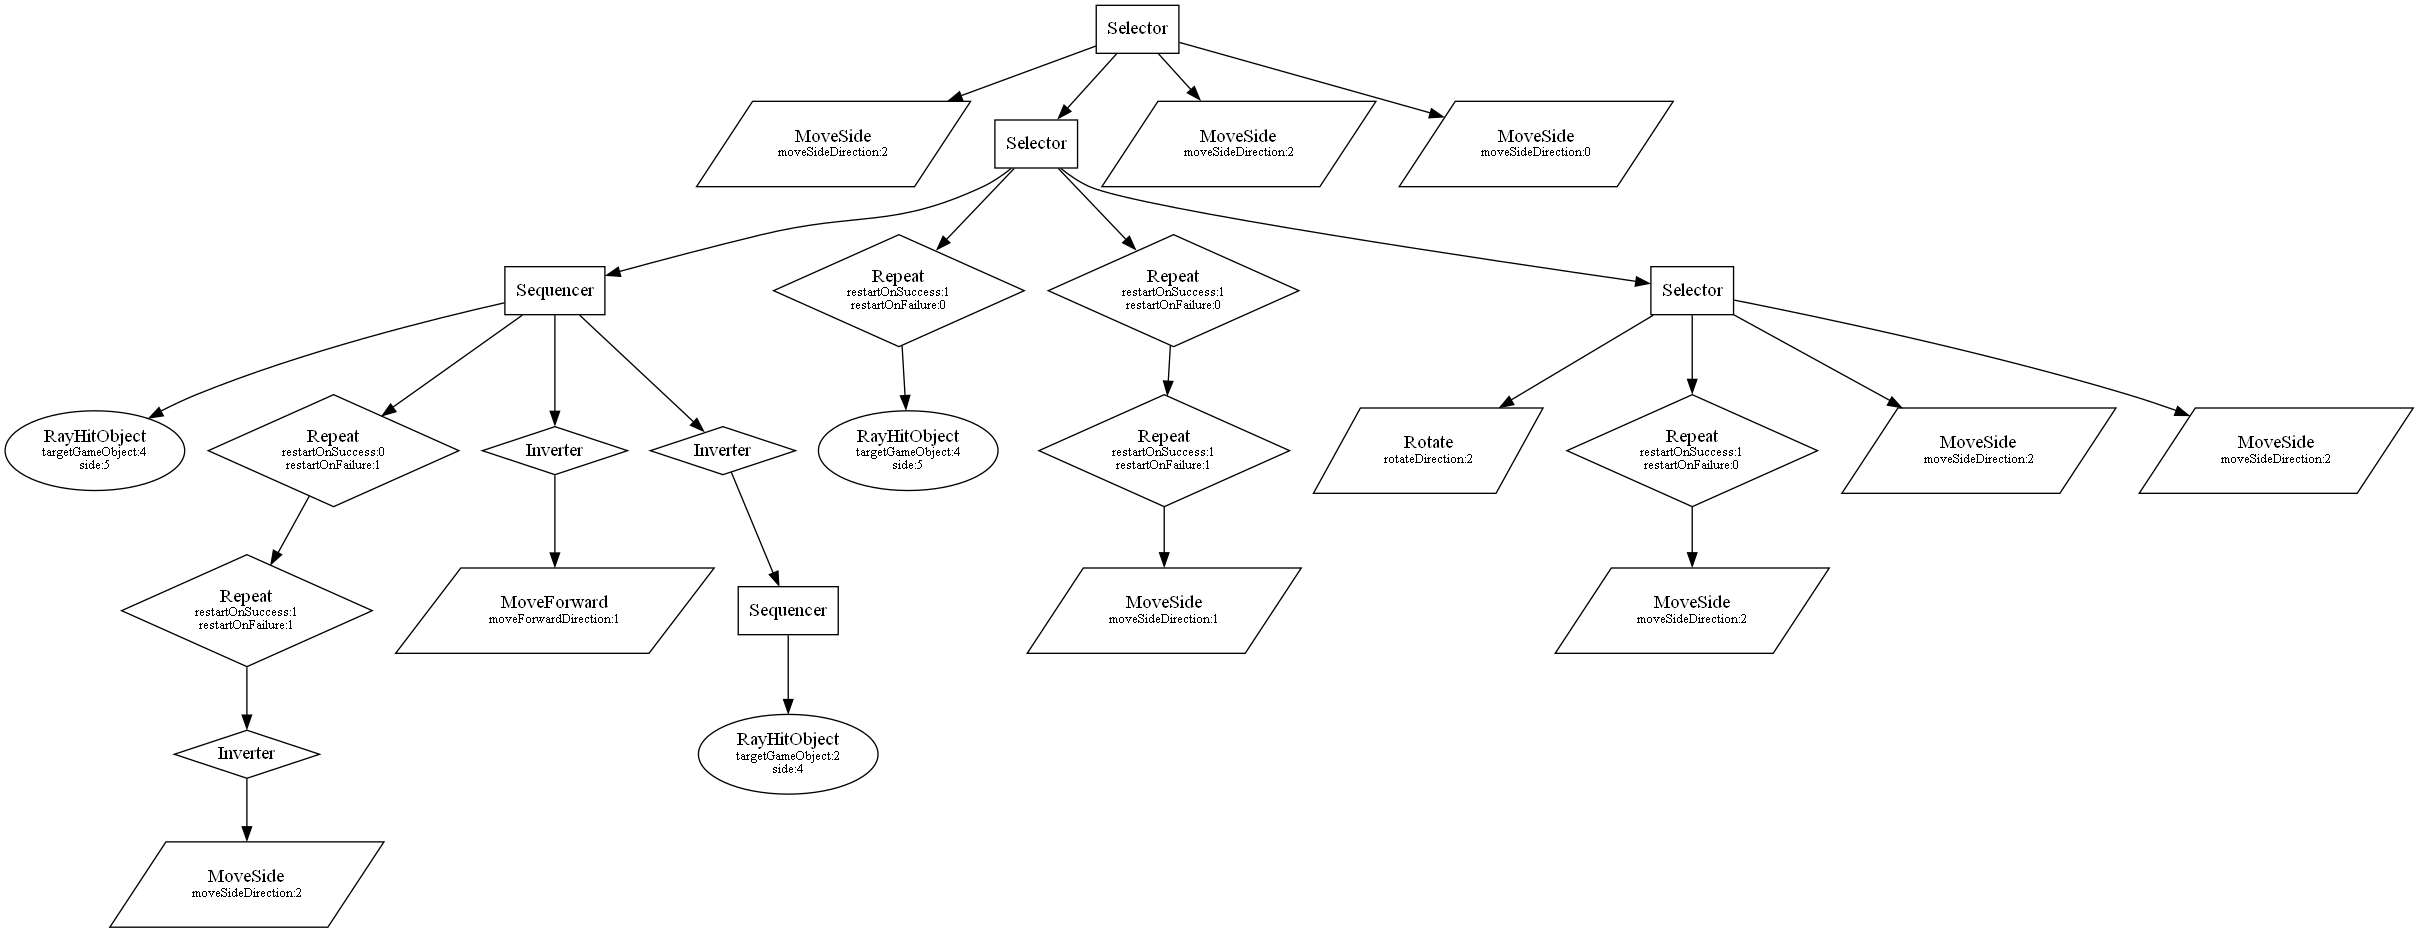 Selector
MoveSide
moveSideDirection:2
Selector
MoveSide
moveSideDirection:2
MoveSide
moveSideDirection:0
Sequencer
Repeat
restartOnSuccess:1
restartOnFailure:0
Repeat
restartOnSuccess:1
restartOnFailure:0
Selector
RayHitObject
targetGameObject:4
side:5
Repeat
restartOnSuccess:0
restartOnFailure:1
Inverter
Inverter
RayHitObject
targetGameObject:4
side:5
Repeat
restartOnSuccess:1
restartOnFailure:1
Rotate
rotateDirection:2
Repeat
restartOnSuccess:1
restartOnFailure:0
MoveSide
moveSideDirection:2
MoveSide
moveSideDirection:2
Repeat
restartOnSuccess:1
restartOnFailure:1
MoveForward
moveForwardDirection:1
Sequencer
MoveSide
moveSideDirection:1
MoveSide
moveSideDirection:2
Inverter
RayHitObject
targetGameObject:2
side:4
MoveSide
moveSideDirection:2